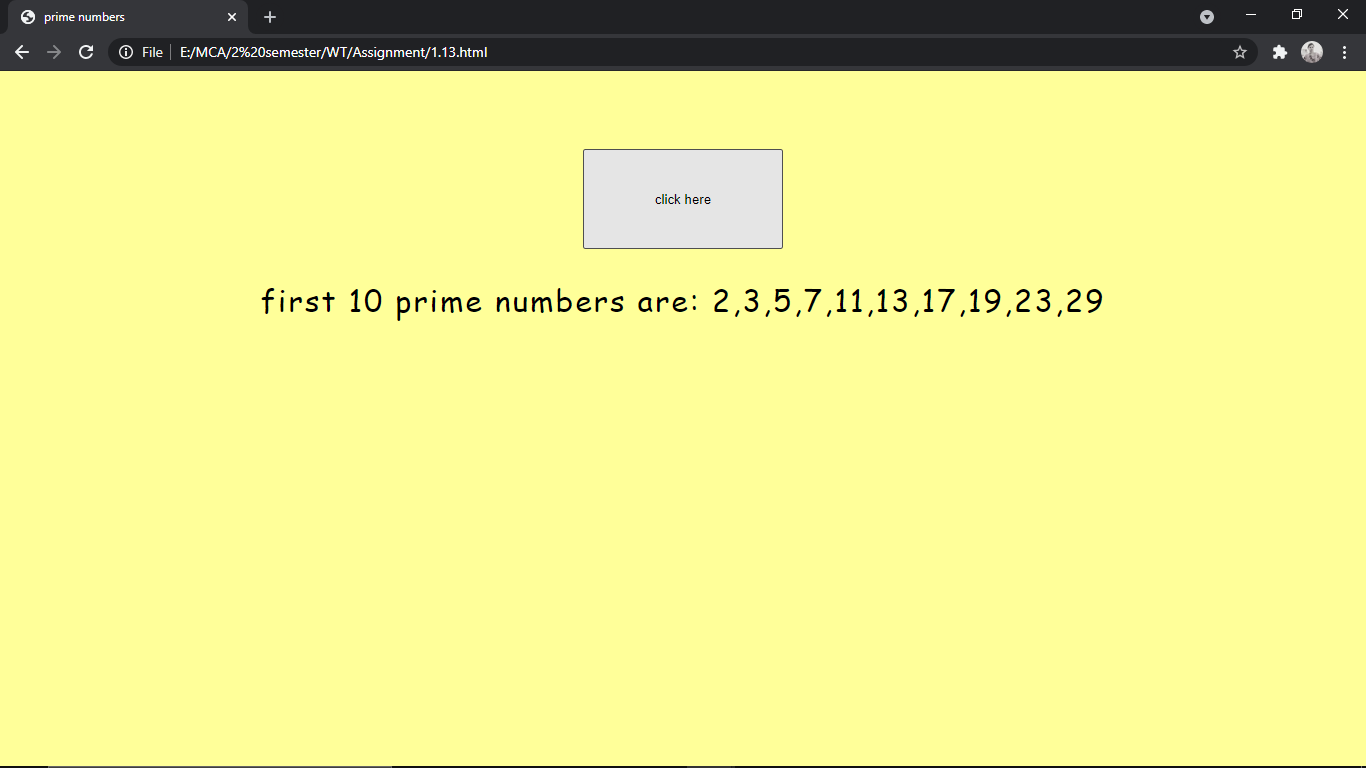 prime numbers
File E:/MCA/2%20semester/WT/Assignment/1.13.html
click here
first 10 prime numbers are: 2,3,5,7,11,13,17,19,23,29